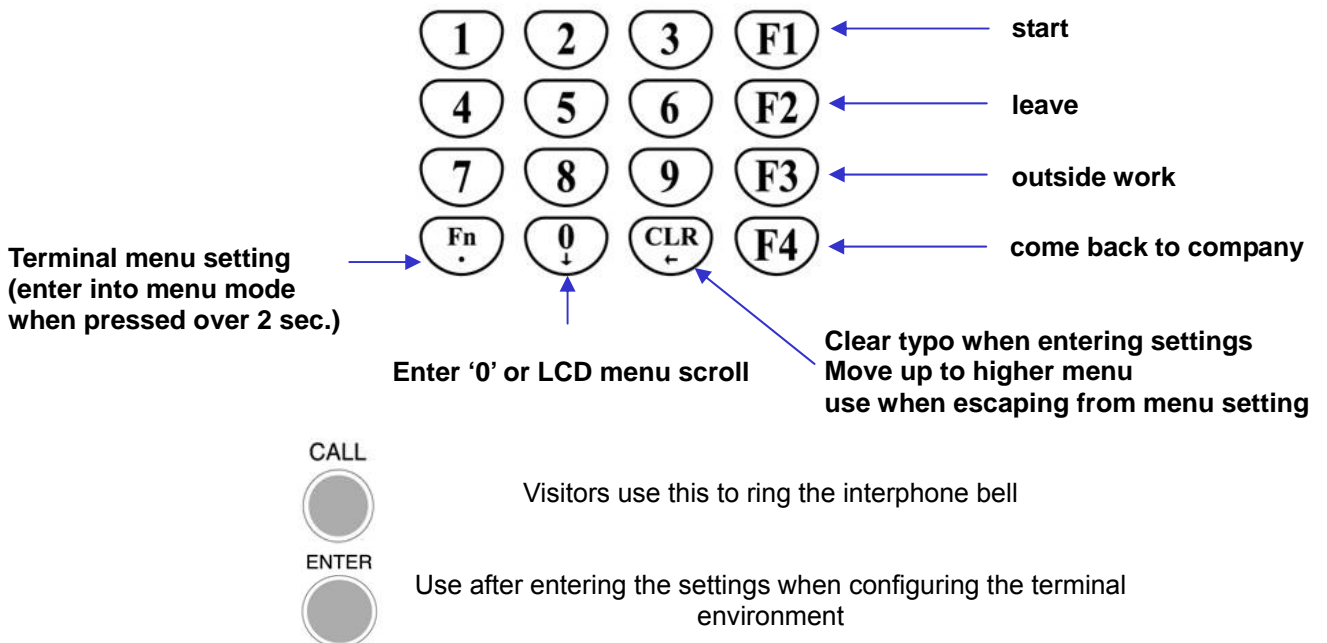 1 2 3 F1 start
4 5 6 F2 leave
7 8 9 F3 outside work
Fn . 0 ↓ CLR ← F4 come back to company
Terminal menu setting
(enter into menu mode
when pressed over 2 sec.)
Enter ‘0’ or LCD menu scroll
Clear typo when entering settings
Move up to higher menu
use when escaping from menu setting
CALL
Visitors use this to ring the interphone bell
ENTER
Use after entering the settings when configuring the terminal
environment